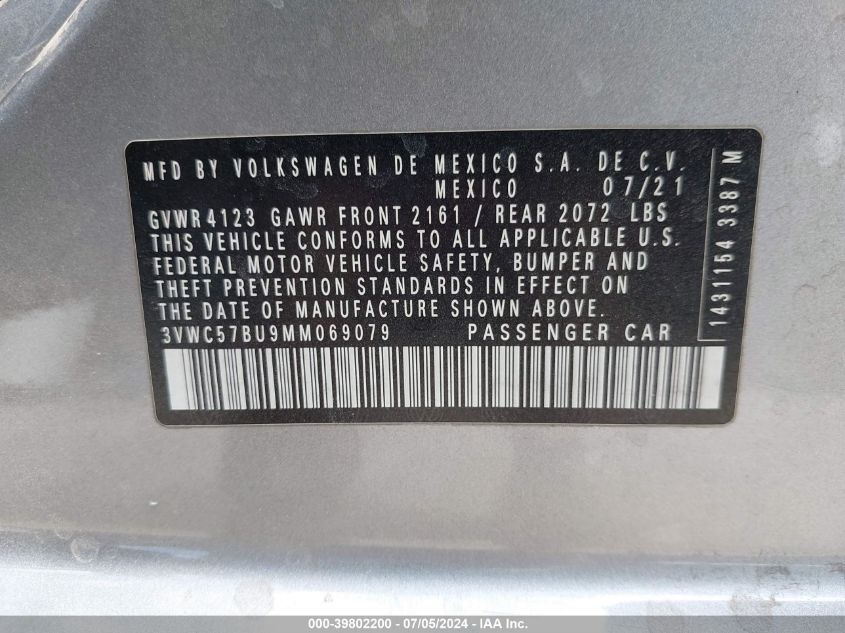 MFD BY VOLKSWAGEN DE MEXICO S.A. DE C.V.
MEXICO 07/21
GVWR 4123 GAWR FRONT 2161 / REAR 2072 LBS
THIS VEHICLE CONFORMS TO ALL APPLICABLE U.S.
FEDERAL MOTOR VEHICLE SAFETY, BUMPER AND
THEFT PREVENTION STANDARDS IN EFFECT ON
THE DATE OF MANUFACTURE SHOWN ABOVE.
3VWC57BU9MM069079 PASSENGER CAR
1431154 3387 M
000-39802200 - 07/05/2024 - IAA Inc.